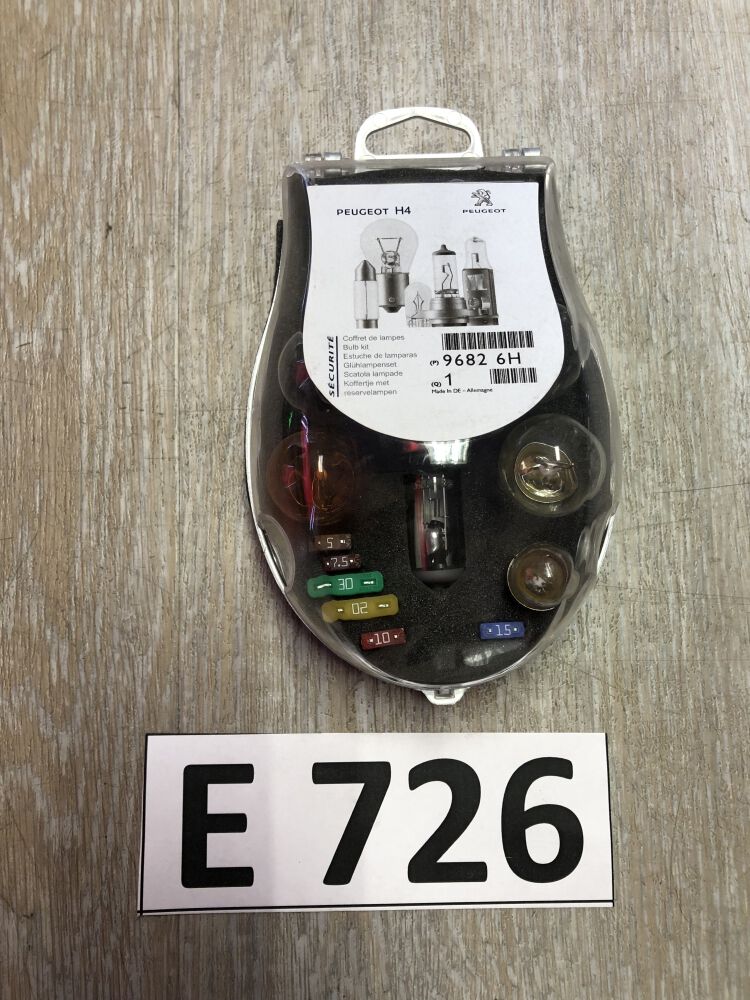 PEUGEOT H4
PEUGEOT
SÉCURITÉ
Coffret de lampes
Bulb kit
Estuche de lamparas
Glühlampenset
Scatola lampade
Koffertje met
reservelampen
(P) 9682 6H
(Q) 1
Made In DE - Allemagne
5
7.5
30
20
10
15
E 726